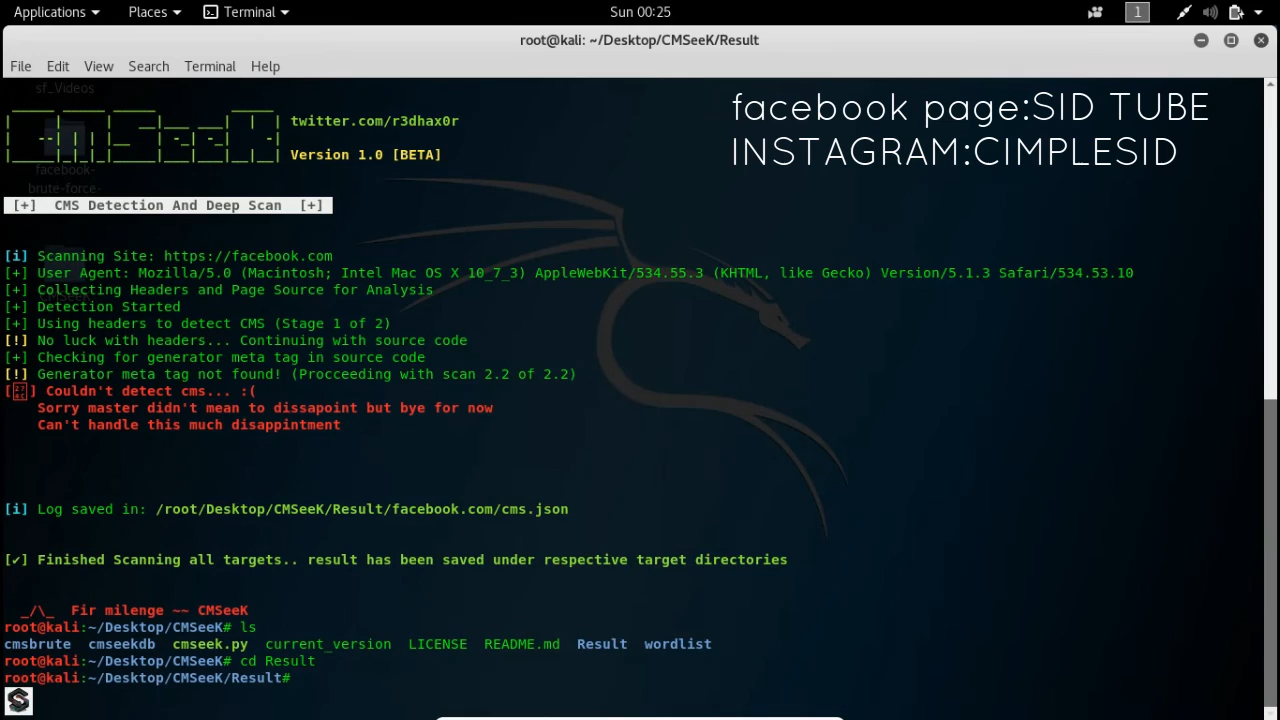 Applications Places Terminal Sun 00:25 1
root@kali: ~/Desktop/CMSeeK/Result
File Edit View Search Terminal Help
sf_Videos
facebook page:SID TUBE
twitter.com/r3dhax0r
INSTAGRAM:CIMPLESID
Version 1.0 [BETA]
facebook-
brute-force-
[+] CMS Detection And Deep Scan [+]
[i] Scanning Site: https://facebook.com
[+] User Agent: Mozilla/5.0 (Macintosh; Intel Mac OS X 10_7_3) AppleWebKit/534.55.3 (KHTML, like Gecko) Version/5.1.3 Safari/534.53.10
[+] Collecting Headers and Page Source for Analysis
CMSeeK
[+] Detection Started
[+] Using headers to detect CMS (Stage 1 of 2)
[!] No luck with headers... Continuing with source code
[+] Checking for generator meta tag in source code
[!] Generator meta tag not found! (Procceeding with scan 2.2 of 2.2)
[] Couldn't detect cms... :(
Sorry master didn't mean to dissapoint but bye for now
Can't handle this much disappintment
[i] Log saved in: /root/Desktop/CMSeeK/Result/facebook.com/cms.json
[✔] Finished Scanning all targets.. result has been saved under respective target directories
_/\_ Fir milenge ~~ CMSeeK
root@kali:~/Desktop/CMSeeK# ls
cmsbrute cmseekdb cmseek.py current_version LICENSE README.md Result wordlist
root@kali:~/Desktop/CMSeeK# cd Result
root@kali:~/Desktop/CMSeeK/Result#